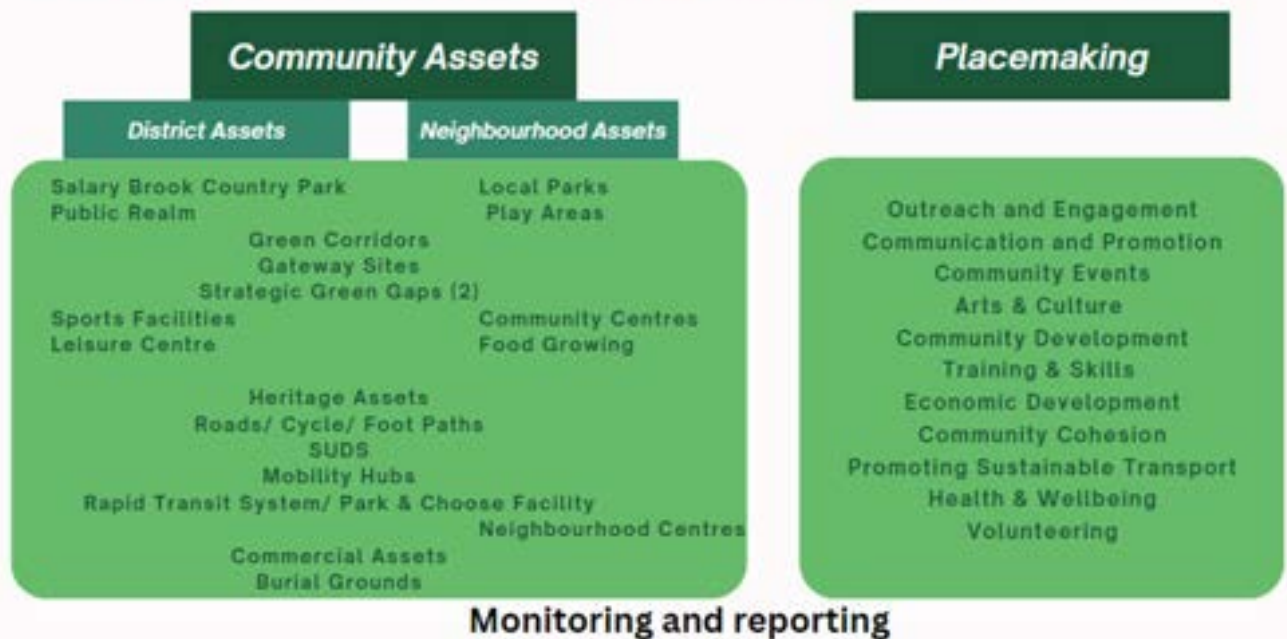 Community Assets
District Assets
Neighbourhood Assets
Salary Brook Country Park
Local Parks
Public Realm
Play Areas
Green Corridors
Gateway Sites
Strategic Green Gaps (2)
Sports Facilities
Community Centres
Leisure Centre
Food Growing
Heritage Assets
Roads/ Cycle/ Foot Paths
SUDS
Mobility Hubs
Rapid Transit System/ Park & Choose Facility
Neighbourhood Centres
Commercial Assets
Burial Grounds
Placemaking
Outreach and Engagement
Communication and Promotion
Community Events
Arts & Culture
Community Development
Training & Skills
Economic Development
Community Cohesion
Promoting Sustainable Transport
Health & Wellbeing
Volunteering
Monitoring and reporting